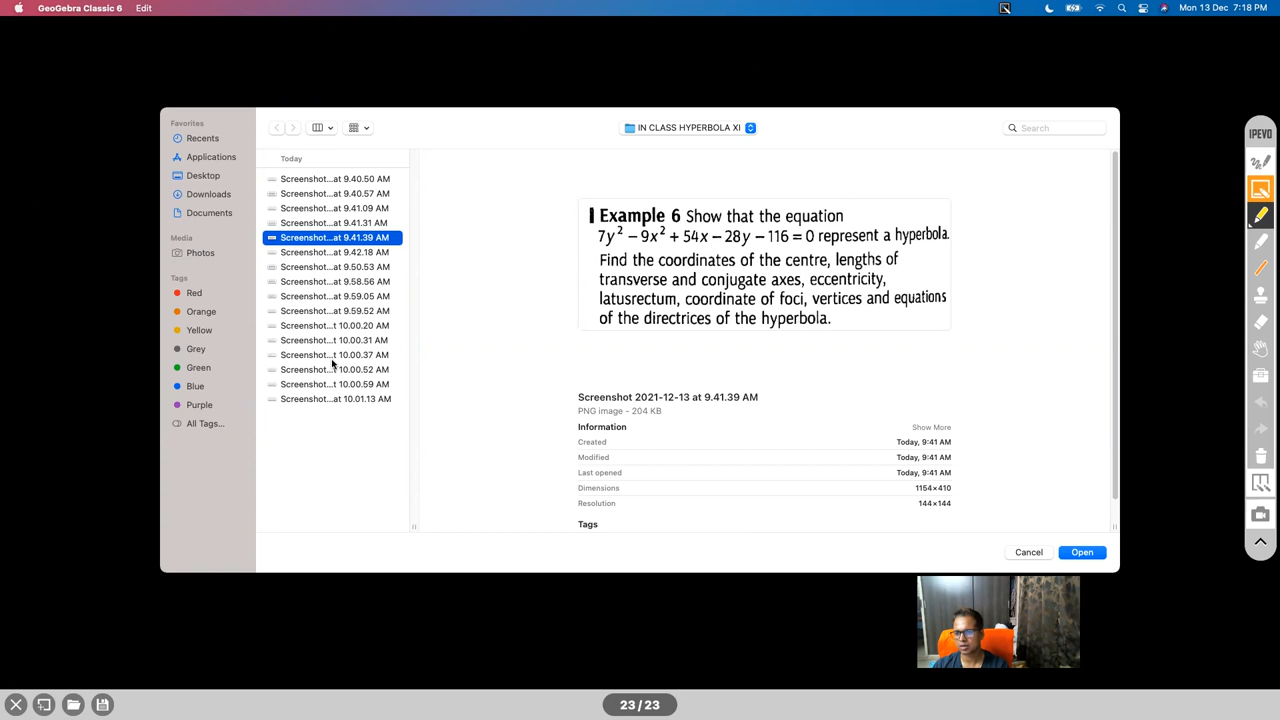 GeoGebra Classic 6 Edit
Mon 13 Dec 7:18 PM
Favorites
Recents
Applications
Desktop
Downloads
Documents
Media
Photos
Tags
Red
Orange
Yellow
Grey
Green
Blue
Purple
All Tags...
IN CLASS HYPERBOLA XI
Search
Today
Screenshot...at 9.40.50 AM
Screenshot...at 9.40.57 AM
Screenshot...at 9.41.09 AM
Screenshot...at 9.41.31 AM
Screenshot...at 9.41.39 AM
Screenshot...at 9.42.18 AM
Screenshot...at 9.50.53 AM
Screenshot...at 9.58.56 AM
Screenshot...at 9.59.05 AM
Screenshot...at 9.59.52 AM
Screenshot...t 10.00.20 AM
Screenshot...t 10.00.31 AM
Screenshot...t 10.00.37 AM
Screenshot...t 10.00.52 AM
Screenshot...t 10.00.59 AM
Screenshot...at 10.01.13 AM
Example 6 Show that the equation
7y² − 9x² + 54x − 28y − 116 = 0 represent a hyperbola.
Find the coordinates of the centre, lengths of
transverse and conjugate axes, eccentricity,
latusrectum, coordinate of foci, vertices and equations
of the directrices of the hyperbola.
Screenshot 2021-12-13 at 9.41.39 AM
PNG image - 204 KB
Information Show More
Created Today, 9:41 AM
Modified Today, 9:41 AM
Last opened Today, 9:41 AM
Dimensions 1154×410
Resolution 144×144
Tags
Cancel Open
IPEVO
23/23